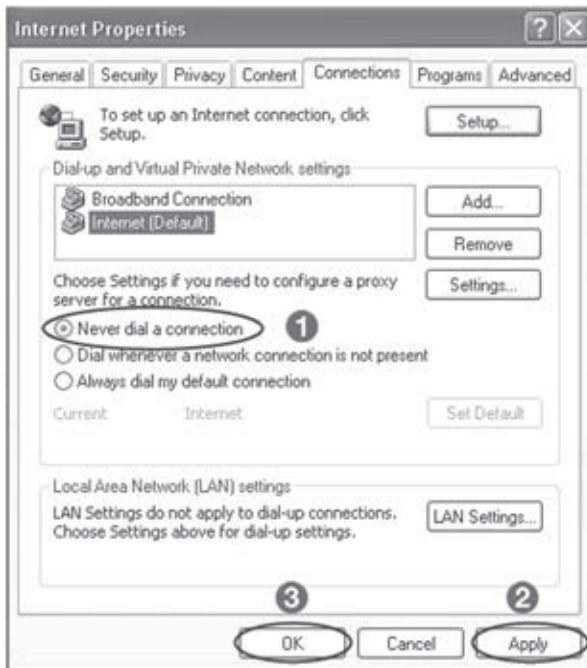 Internet Properties
General Security Privacy Content Connections Programs Advanced
To set up an Internet connection, click
Setup.
Setup...
Dial-up and Virtual Private Network settings
Broadband Connection
Internet (Default)
Add...
Remove
Choose Settings if you need to configure a proxy
server for a connection.
Settings...
Never dial a connection
1
Dial whenever a network connection is not present
Always dial my default connection
Current Internet Set Default
Local Area Network (LAN) settings
LAN Settings do not apply to dial-up connections.
Choose Settings above for dial-up settings.
LAN Settings...
3 2
OK Cancel Apply